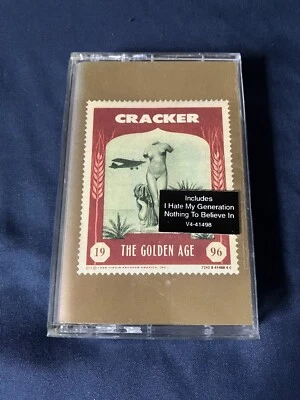 CRACKER
Includes
I Hate My Generation
Nothing To Believe In
V4-41498
19 THE GOLDEN AGE 96